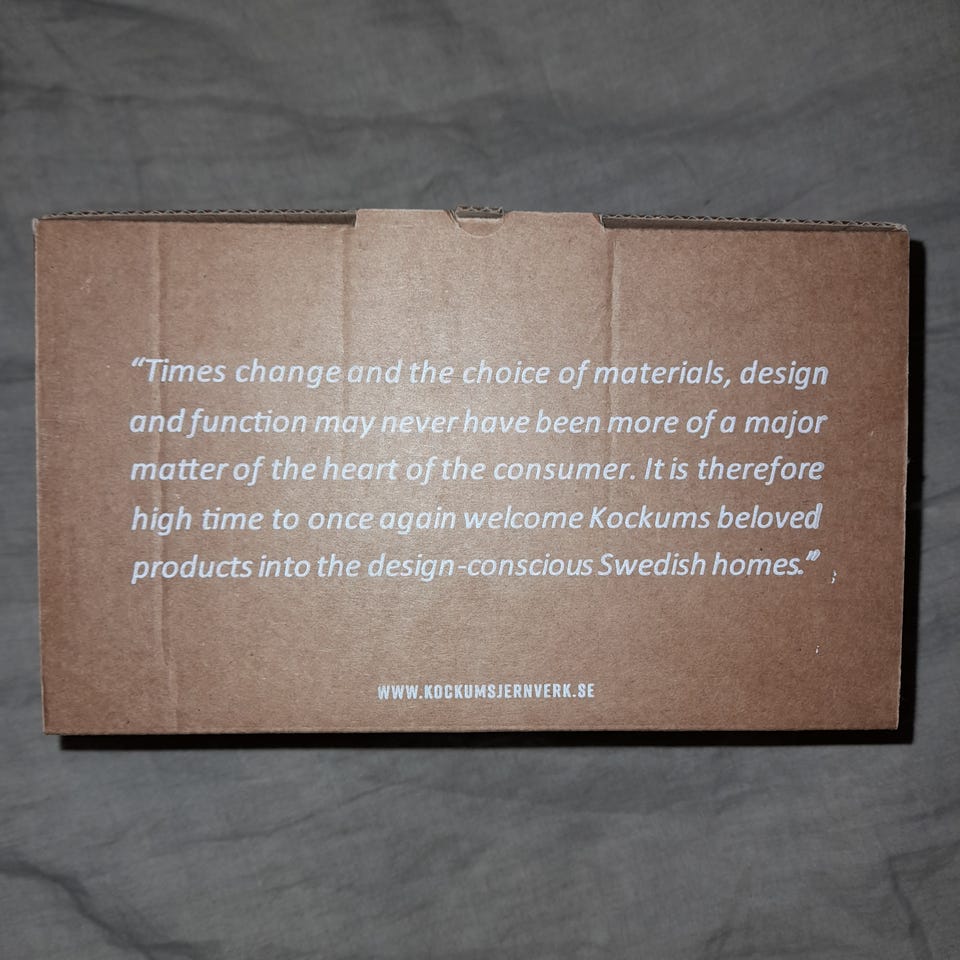 “Times change and the choice of materials, design
and function may never have been more of a major
matter of the heart of the consumer. It is therefore
high time to once again welcome Kockums beloved
products into the design-conscious Swedish homes.”
WWW.KOCKUMSJERNVERK.SE